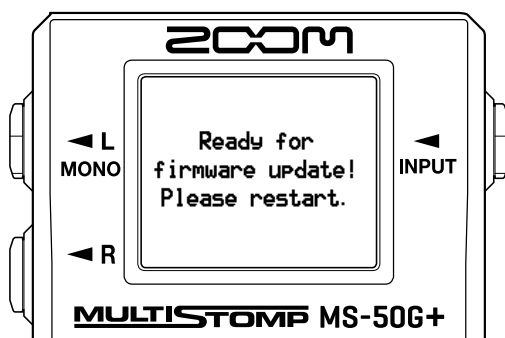 ZOOM
Ready for
firmware update!
Please restart.
◄ L
MONO
◄
INPUT
◄ R
MULTISTOMP MS-50G+